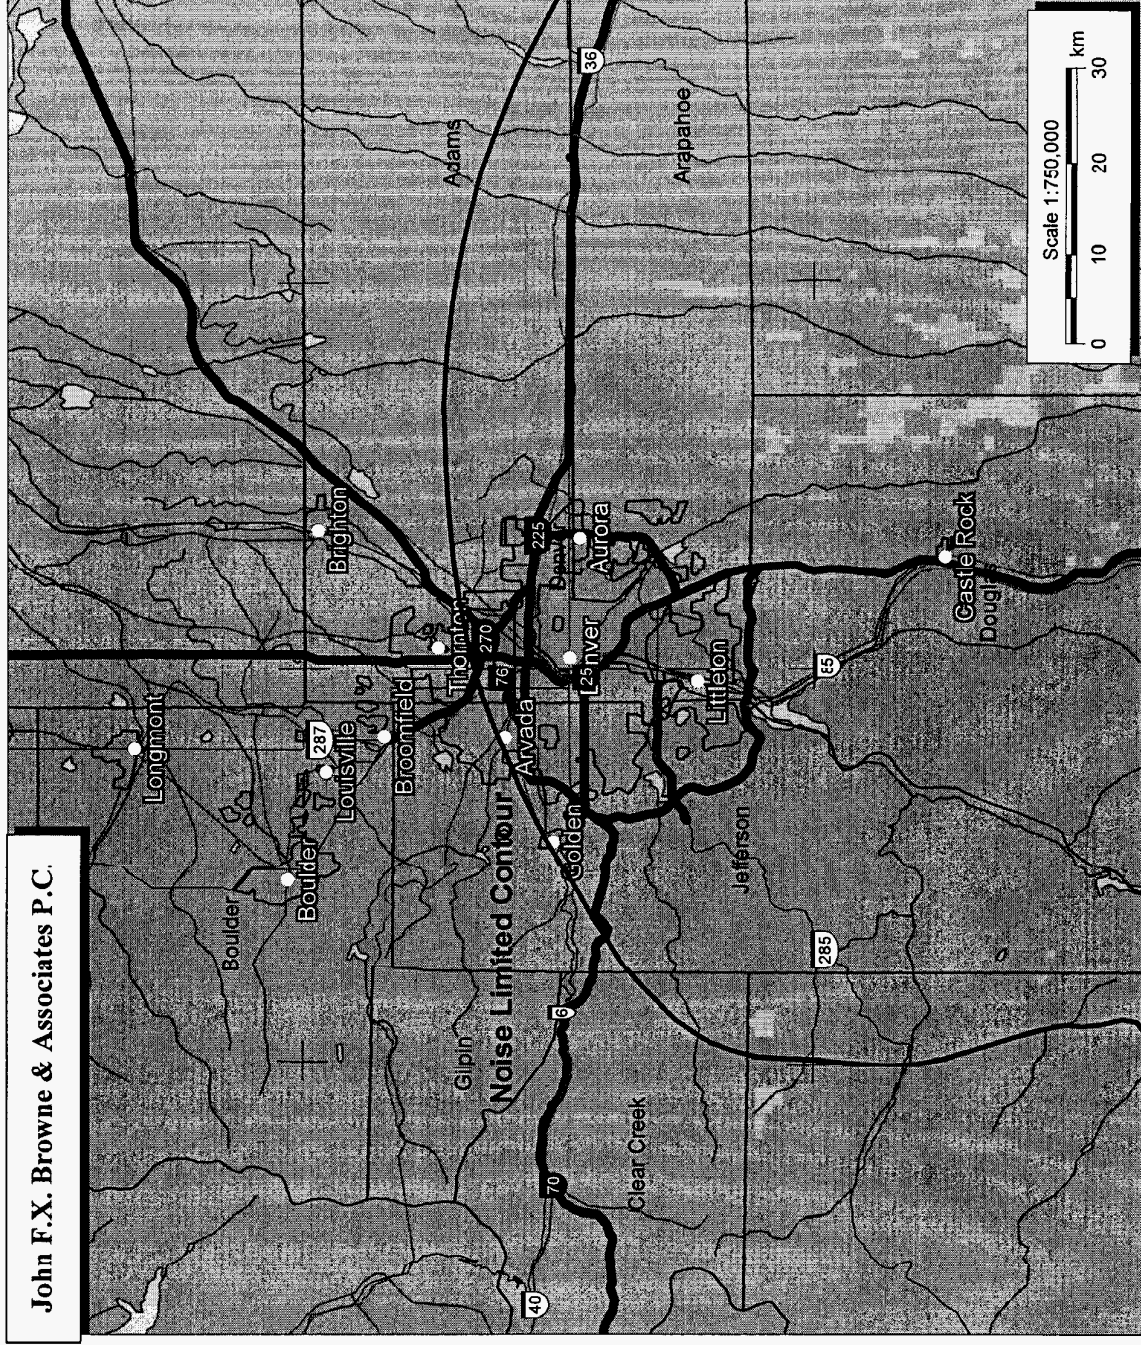 John F.X. Browne & Associates P.C.
Longmont
Boulder
Boulder
287
Louisville
Broomfield
Brighton
Adams
Gilpin
Noise Limited Contour
Arvada
Thornton
76
270
225
36
40
70
6
Golden
25
Aurora
Clear Creek
Jefferson
Littleton
Arapahoe
285
55
Castle Rock
Scale 1:750,000
0
10
20
30
km